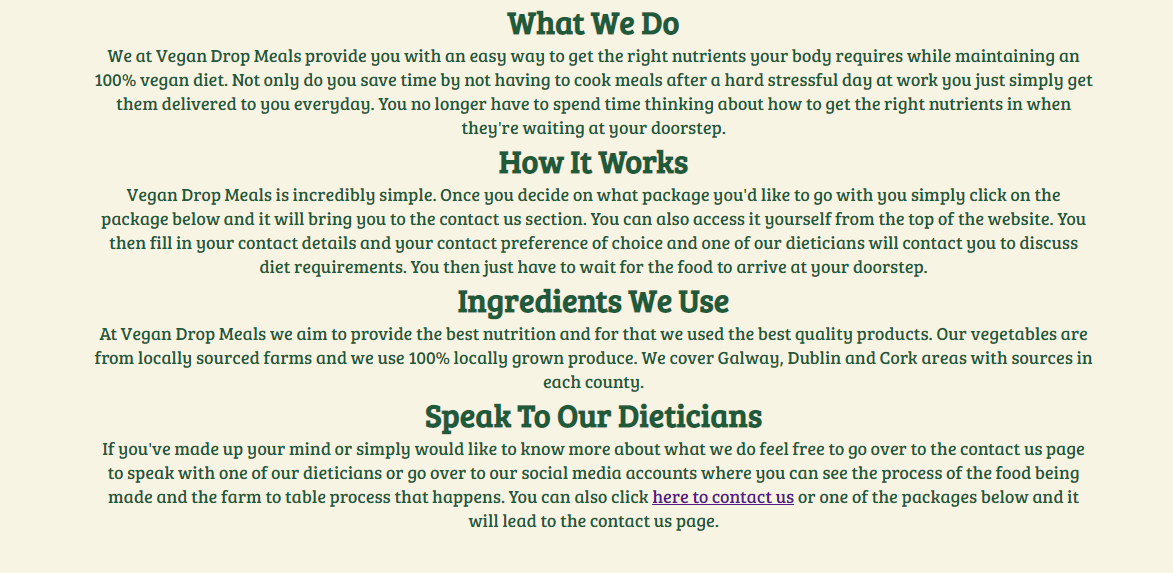 What We Do
We at Vegan Drop Meals provide you with an easy way to get the right nutrients your body requires while maintaining an
100% vegan diet. Not only do you save time by not having to cook meals after a hard stressful day at work you just simply get
them delivered to you everyday. You no longer have to spend time thinking about how to get the right nutrients in when
they're waiting at your doorstep.
How It Works
Vegan Drop Meals is incredibly simple. Once you decide on what package you'd like to go with you simply click on the
package below and it will bring you to the contact us section. You can also access it yourself from the top of the website. You
then fill in your contact details and your contact preference of choice and one of our dieticians will contact you to discuss
diet requirements. You then just have to wait for the food to arrive at your doorstep.
Ingredients We Use
At Vegan Drop Meals we aim to provide the best nutrition and for that we used the best quality products. Our vegetables are
from locally sourced farms and we use 100% locally grown produce. We cover Galway, Dublin and Cork areas with sources in
each county.
Speak To Our Dieticians
If you've made up your mind or simply would like to know more about what we do feel free to go over to the contact us page
to speak with one of our dieticians or go over to our social media accounts where you can see the process of the food being
made and the farm to table process that happens. You can also click here to contact us or one of the packages below and it
will lead to the contact us page.